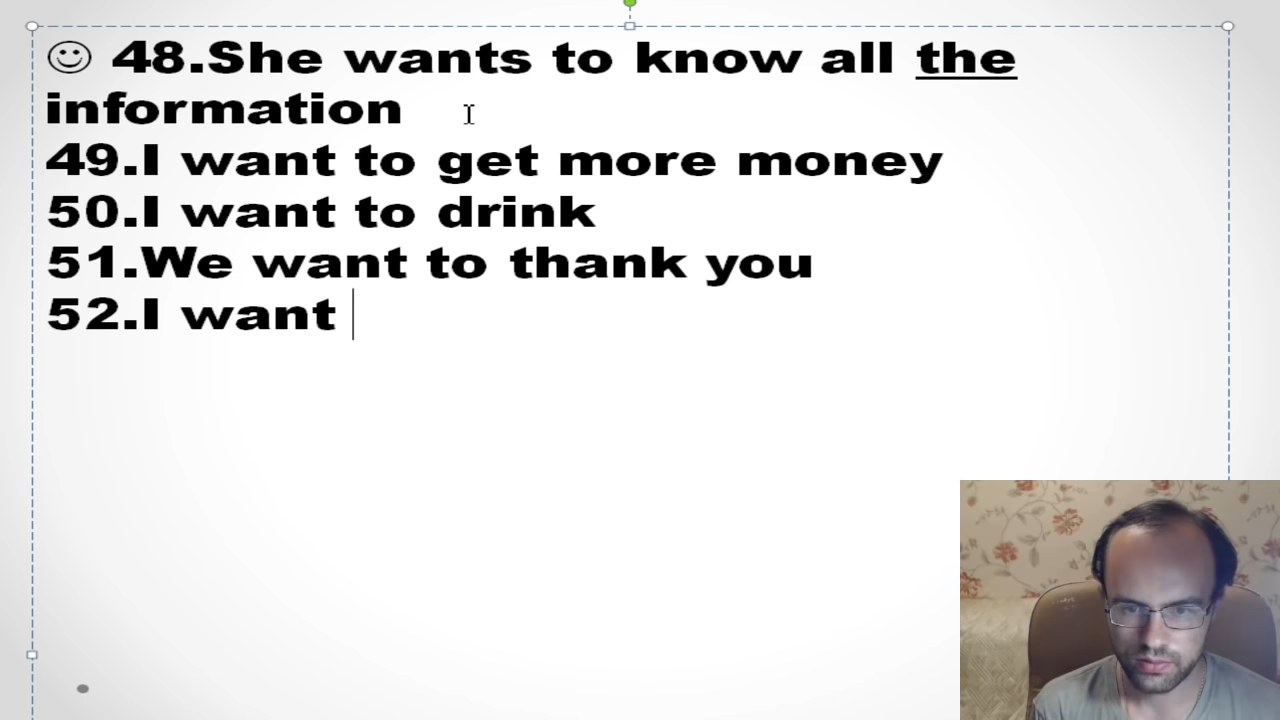 ☺ 48.She wants to know all the
information
49.I want to get more money
50.I want to drink
51.We want to thank you
52.I want